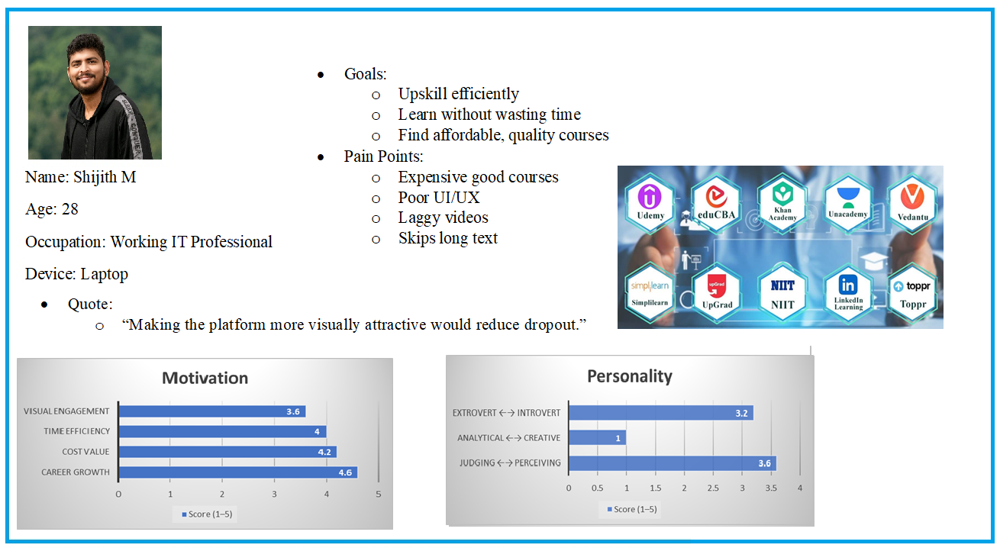 SLEER · CONQUER
Name: Shijith M
Age: 28
Occupation: Working IT Professional
Device: Laptop
• Quote:
o “Making the platform more visually attractive would reduce dropout.”
• Goals:
o Upskill efficiently
o Learn without wasting time
o Find affordable, quality courses
• Pain Points:
o Expensive good courses
o Poor UI/UX
o Laggy videos
o Skips long text
Udemy
eduCBA
Khan
Academy
Unacademy
Vedantu
simplilearn
Simplilearn
upGrad
UpGrad
NIIT
NIIT
in
LinkedIn
Learning
toppr
Toppr
Motivation
VISUAL ENGAGEMENT 3.6
TIME EFFICIENCY 4
COST VALUE 4.2
CAREER GROWTH 4.6
0 1 2 3 4 5
Score (1–5)
Personality
EXTROVERT ↔ INTROVERT 3.2
ANALYTICAL ↔ CREATIVE 1
JUDGING ↔ PERCEIVING 3.6
0 0.5 1 1.5 2 2.5 3 3.5 4
Score (1–5)